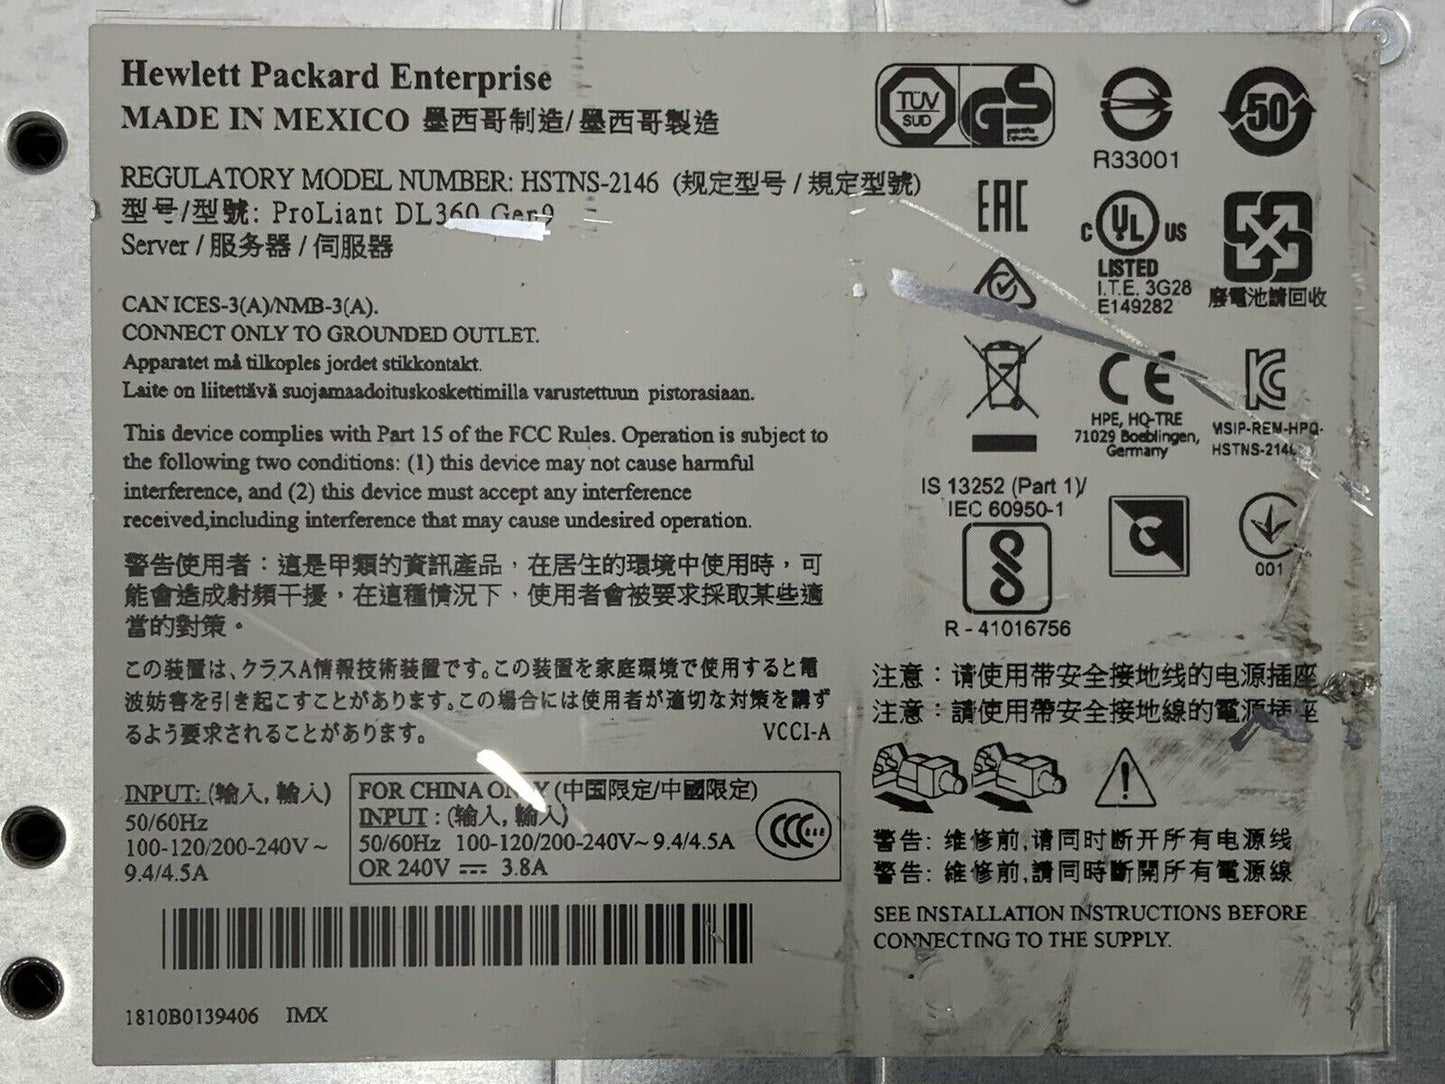 Hewlett Packard Enterprise
MADE IN MEXICO 墨西哥制造/ 墨西哥製造
REGULATORY MODEL NUMBER: HSTNS-2146 (规定型号 / 規定型號)
型号/型號: ProLiant DL360 Gen9
Server / 服务器 / 伺服器
CAN ICES-3(A)/NMB-3(A).
CONNECT ONLY TO GROUNDED OUTLET.
Apparatet må tilkoples jordet stikkontakt.
Laite on liitettävä suojamaadoituskoskettimilla varustettuun pistorasiaan.
This device complies with Part 15 of the FCC Rules. Operation is subject to
the following two conditions: (1) this device may not cause harmful
interference, and (2) this device must accept any interference
received,including interference that may cause undesired operation.
警告使用者：這是甲類的資訊產品，在居住的環境中使用時，可
能會造成射頻干擾，在這種情況下，使用者會被要求採取某些適
當的對策。
この装置は、クラスA情報技術装置です。この装置を家庭環境で使用すると電
波妨害を引き起こすことがあります。この場合には使用者が適切な対策を講ず
るよう要求されることがあります。
VCCI-A
INPUT: (输入, 輸入)
50/60Hz
100-120/200-240V ~
9.4/4.5A
FOR CHINA ONLY (中国限定/中國限定)
INPUT : (输入, 輸入)
50/60Hz 100-120/200-240V~ 9.4/4.5A
OR 240V ⎓ 3.8A
CCC
1810B0139406 IMX
TÜV
SUD
GS
R33001
50
EAC
C UL US
LISTED
I.T.E. 3G28
E149282
廢電池請回收
CE
HPE, HQ-TRE
71029 Boeblingen,
Germany
KC
MSIP-REM-HPQ-
HSTNS-2146
IS 13252 (Part 1)/
IEC 60950-1
R - 41016756
001
注意：请使用带安全接地线的电源插座
注意：請使用帶安全接地線的電源插座
警告: 维修前,请同时断开所有电源线
警告: 維修前,請同時斷開所有電源線
SEE INSTALLATION INSTRUCTIONS BEFORE
CONNECTING TO THE SUPPLY.